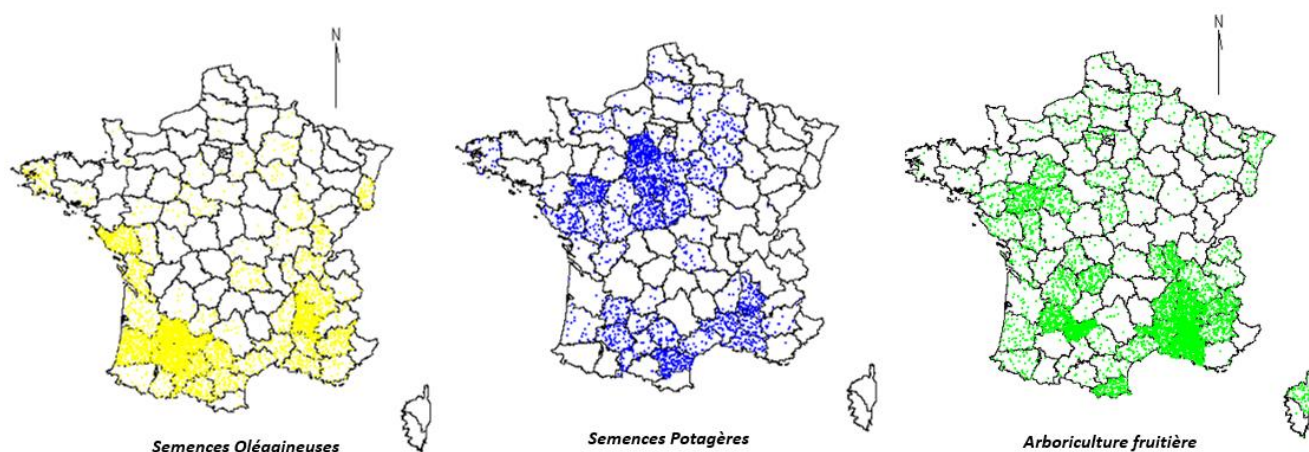 N
N
Semences Oléagineuses
Semences Potagères
Arboriculture fruitière